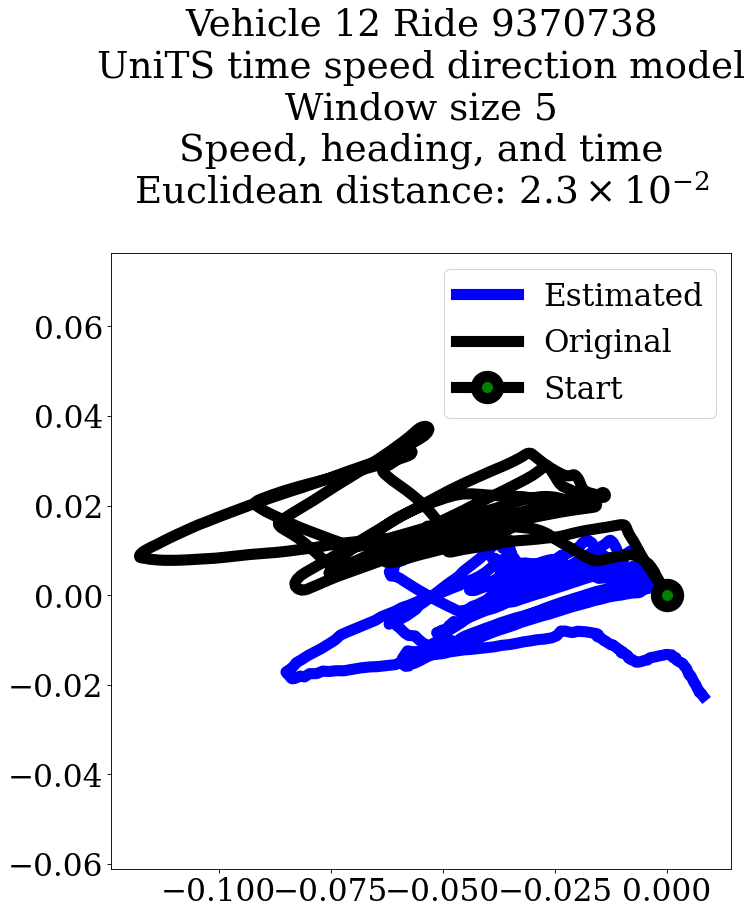 Vehicle 12 Ride 9370738
UniTS time speed direction model
Window size 5
Speed, heading, and time
Euclidean distance: 2.3 × 10⁻²
Estimated
Original
Start
0.06
0.04
0.02
0.00
−0.02
−0.04
−0.06
−0.100 −0.075 −0.050 −0.025 0.000